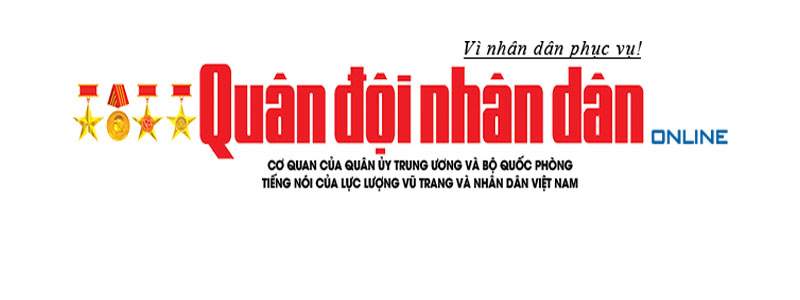 Vì nhân dân phục vụ!
Quân đội nhân dân
ONLINE
CƠ QUAN CỦA QUÂN ỦY TRUNG ƯƠNG VÀ BỘ QUỐC PHÒNG
TIẾNG NÓI CỦA LỰC LƯỢNG VŨ TRANG VÀ NHÂN DÂN VIỆT NAM